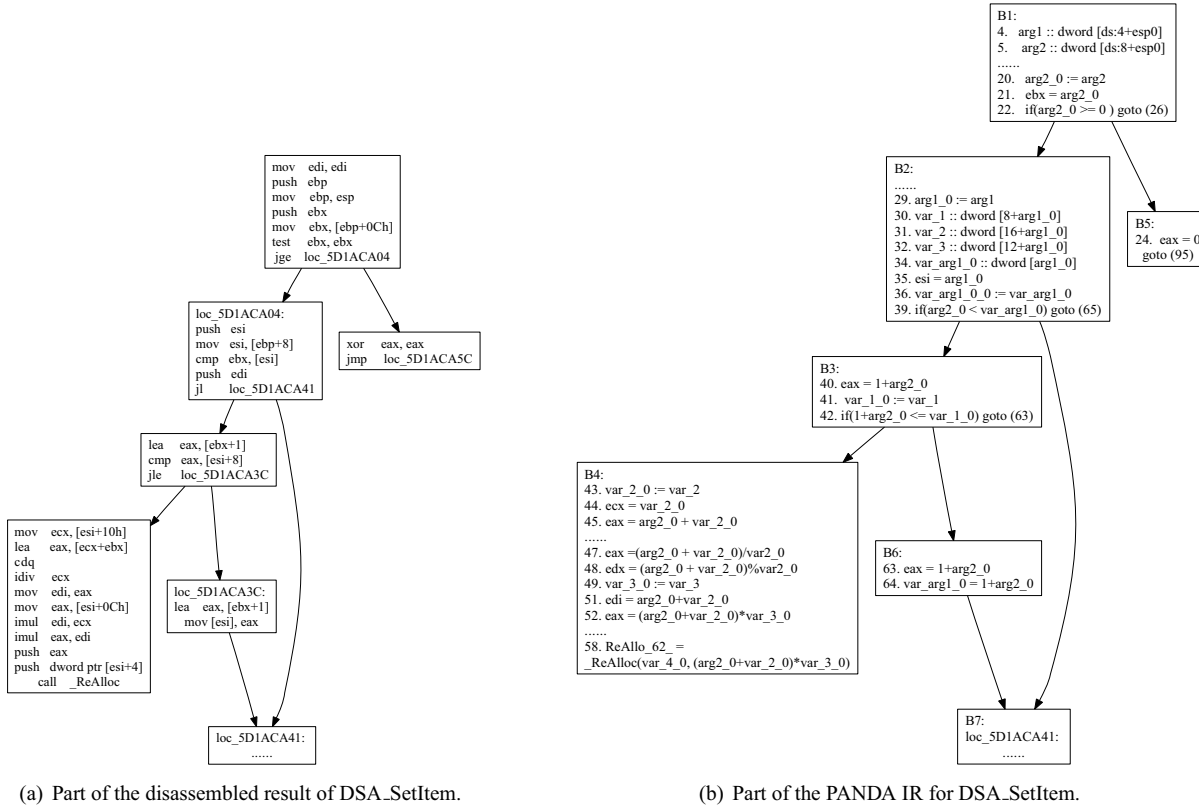 mov edi, edi
push ebp
mov ebp, esp
push ebx
mov ebx, [ebp+0Ch]
test ebx, ebx
jge loc_5D1ACA04
loc_5D1ACA04:
push esi
mov esi, [ebp+8]
cmp ebx, [esi]
push edi
jl loc_5D1ACA41
xor eax, eax
jmp loc_5D1ACA5C
lea eax, [ebx+1]
cmp eax, [esi+8]
jle loc_5D1ACA3C
mov ecx, [esi+10h]
lea eax, [ecx+ebx]
cdq
idiv ecx
mov edi, eax
mov eax, [esi+0Ch]
imul edi, ecx
imul eax, edi
push eax
push dword ptr [esi+4]
call _ReAlloc
loc_5D1ACA3C:
lea eax, [ebx+1]
mov [esi], eax
loc_5D1ACA41:
......
(a) Part of the disassembled result of DSA_SetItem.
B1:
4. arg1 :: dword [ds:4+esp0]
5. arg2 :: dword [ds:8+esp0]
......
20. arg2_0 := arg2
21. ebx = arg2_0
22. if(arg2_0 >= 0 ) goto (26)
B2:
......
29. arg1_0 := arg1
30. var_1 :: dword [8+arg1_0]
31. var_2 :: dword [16+arg1_0]
32. var_3 :: dword [12+arg1_0]
34. var_arg1_0 :: dword [arg1_0]
35. esi = arg1_0
36. var_arg1_0_0 := var_arg1_0
39. if(arg2_0 < var_arg1_0) goto (65)
B5:
24. eax = 0
goto (95)
B3:
40. eax = 1+arg2_0
41. var_1_0 := var_1
42. if(1+arg2_0 <= var_1_0) goto (63)
B4:
43. var_2_0 := var_2
44. ecx = var_2_0
45. eax = arg2_0 + var_2_0
......
47. eax =(arg2_0 + var_2_0)/var2_0
48. edx = (arg2_0 + var_2_0)%var2_0
49. var_3_0 := var_3
51. edi = arg2_0+var_2_0
52. eax = (arg2_0+var_2_0)*var_3_0
......
58. ReAllo_62_ =
_ReAlloc(var_4_0, (arg2_0+var_2_0)*var_3_0)
B6:
63. eax = 1+arg2_0
64. var_arg1_0 = 1+arg2_0
B7:
loc_5D1ACA41:
......
(b) Part of the PANDA IR for DSA_SetItem.